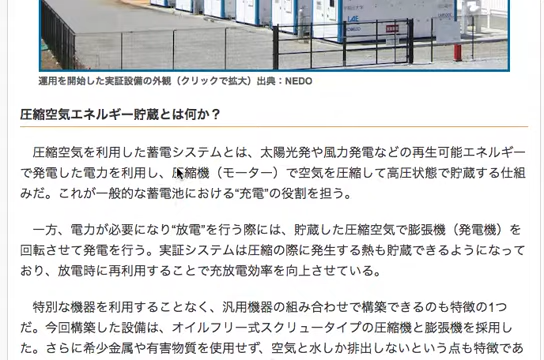 IAE
運用を開始した実証設備の外観（クリックで拡大）出典：NEDO
圧縮空気エネルギー貯蔵とは何か？
圧縮空気を利用した蓄電システムとは、太陽光発や風力発電などの再生可能エネルギー
で発電した電力を利用し、圧縮機（モーター）で空気を圧縮して高圧状態で貯蔵する仕組
みだ。これが一般的な蓄電池における“充電”の役割を担う。
一方、電力が必要になり“放電”を行う際には、貯蔵した圧縮空気で膨張機（発電機）を
回転させて発電を行う。実証システムは圧縮の際に発生する熱も貯蔵できるようになって
おり、放電時に再利用することで充放電効率を向上させている。
特別な機器を利用することなく、汎用機器の組み合わせで構築できるのも特徴の1つ
だ。今回構築した設備は、オイルフリー式スクリュータイプの圧縮機と膨張機を採用し
た。さらに希少金属や有害物質を使用せず、空気と水しか排出しないという点も特徴であ